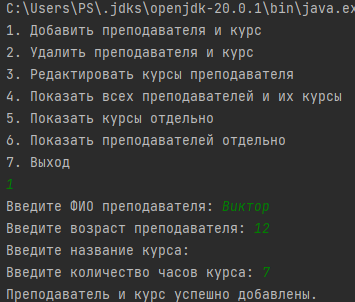 C:\Users\PS\.jdks\openjdk-20.0.1\bin\java.ex
1. Добавить преподавателя и курс
2. Удалить преподавателя и курс
3. Редактировать курсы преподавателя
4. Показать всех преподавателей и их курсы
5. Показать курсы отдельно
6. Показать преподавателей отдельно
7. Выход
1
Введите ФИО преподавателя: Виктор
Введите возраст преподавателя: 12
Введите название курса:
Введите количество часов курса: 7
Преподаватель и курс успешно добавлены.